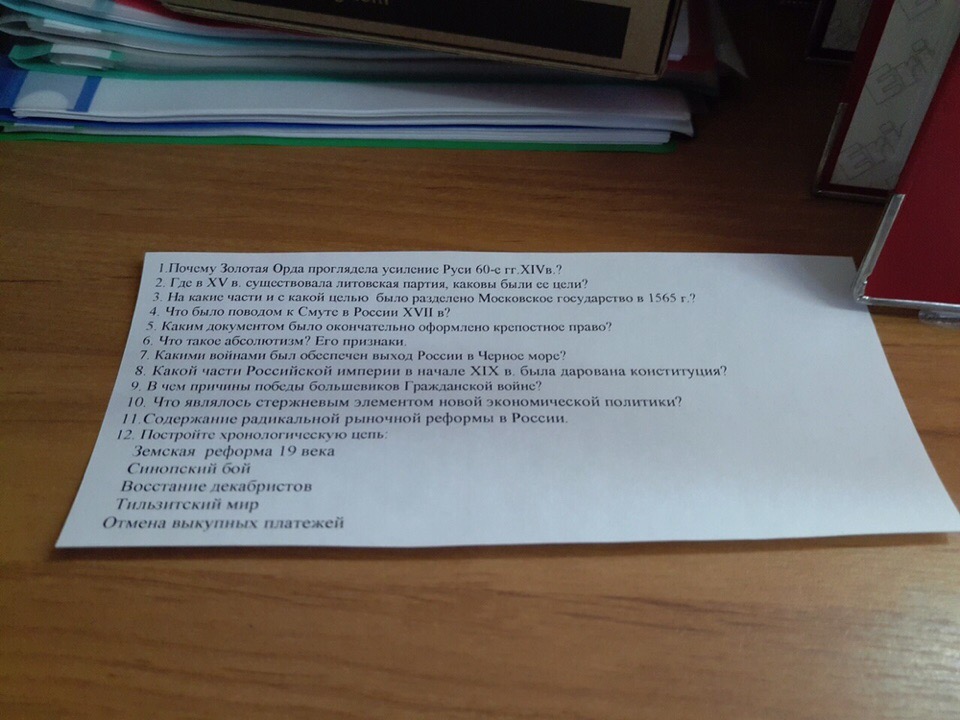 1.Почему Золотая Орда проглядела усиление Руси 60-е гг.XIVв.?
2. Где в XV в. существовала литовская партия, каковы были ее цели?
3. На какие части и с какой целью было разделено Московское государство в 1565 г.?
4. Что было поводом к Смуте в России XVII в?
5. Каким документом было окончательно оформлено крепостное право?
6. Что такое абсолютизм? Его признаки.
7. Какими войнами был обеспечен выход России в Черное море?
8. Какой части Российской империи в начале XIX в. была дарована конституция?
9. В чем причины победы большевиков Гражданской войне?
10. Что являлось стержневым элементом новой экономической политики?
11.Содержание радикальной рыночной реформы в России.
12. Постройте хронологическую цепь:
Земская реформа 19 века
Синопский бой
Восстание декабристов
Тильзитский мир
Отмена выкупных платежей